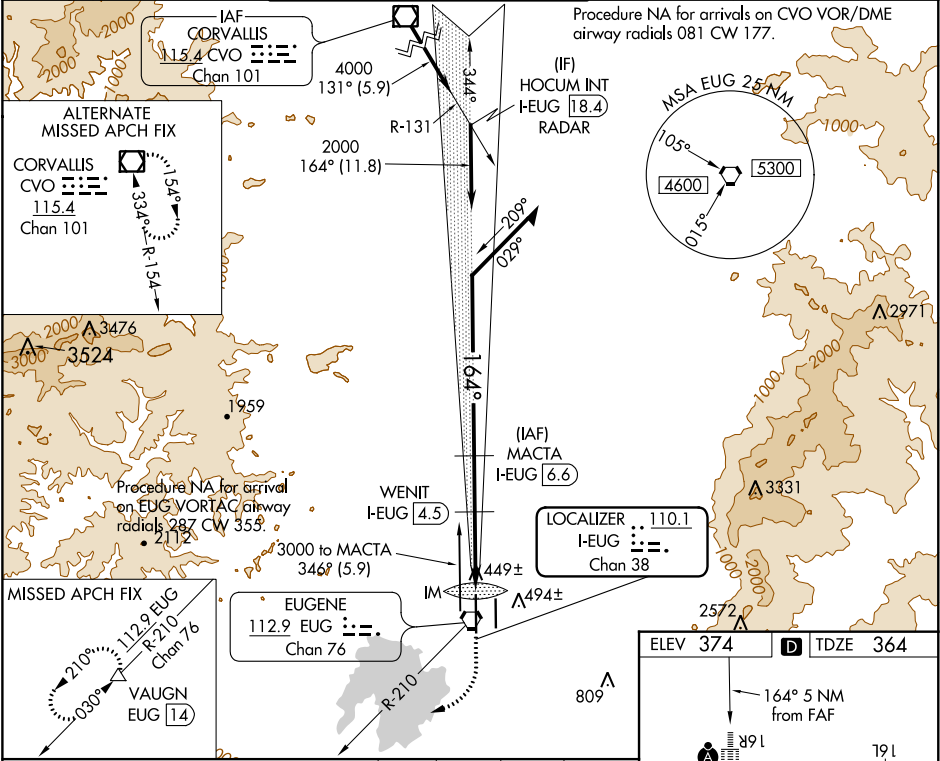 IAF
CORVALLIS
115.4 CVO
Chan 101
4000
131° (5.9)
R-131
2000
164° (11.8)
344°
(IF)
HOCUM INT
I-EUG 18.4
RADAR
Procedure NA for arrivals on CVO VOR/DME
airway radials 081 CW 177.
MSA EUG 25 NM
105°
4600
5300
015°
1000
2000
1000
ALTERNATE
MISSED APCH FIX
CORVALLIS
CVO
115.4
Chan 101
154°
334°
R-154
209°
029°
2000
3476
3000
3524
1959
164°
2971
2000
1000
1000
3331
(IAF)
MACTA
I-EUG 6.6
WENIT
I-EUG 4.5
Procedure NA for arrival
on EUG VORTAC airway
radials 287 CW 355.
2112
LOCALIZER 110.1
I-EUG
Chan 38
3000 to MACTA
346° (5.9)
449±
IM
494±
2000
2572
EUGENE
112.9 EUG
Chan 76
R-210
809
MISSED APCH FIX
112.9 EUG
R-210
Chan 76
210°
030°
VAUGN
EUG 14
ELEV 374
D
TDZE 364
164° 5 NM
from FAF
A
16R
16L